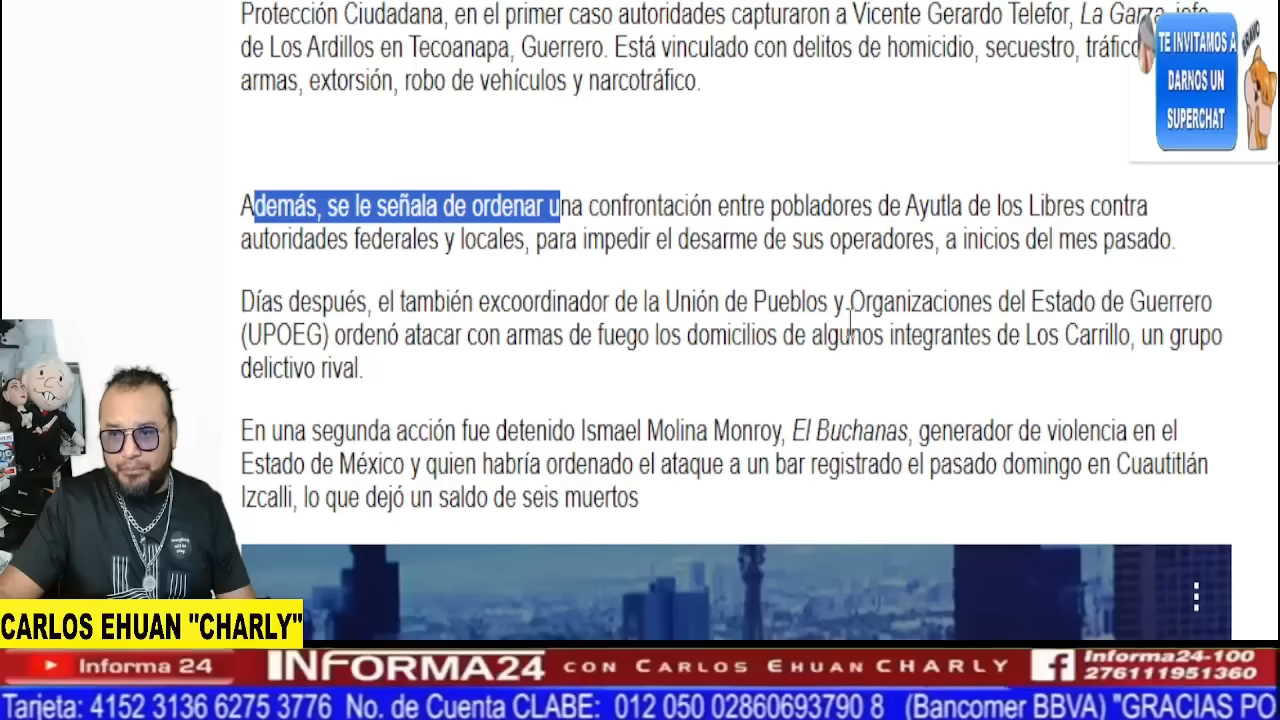 Protección Ciudadana, en el primer caso autoridades capturaron a Vicente Gerardo Telefor, La Garza, jefe
de Los Ardillos en Tecoanapa, Guerrero. Está vinculado con delitos de homicidio, secuestro, tráfico
armas, extorsión, robo de vehículos y narcotráfico.
TE INVITAMOS A
DARNOS UN
SUPERCHAT
BRAVO
Además, se le señala de ordenar una confrontación entre pobladores de Ayutla de los Libres contra
autoridades federales y locales, para impedir el desarme de sus operadores, a inicios del mes pasado.
Días después, el también excoordinador de la Unión de Pueblos y Organizaciones del Estado de Guerrero
(UPOEG) ordenó atacar con armas de fuego los domicilios de algunos integrantes de Los Carrillo, un grupo
delictivo rival.
En una segunda acción fue detenido Ismael Molina Monroy, El Buchanas, generador de violencia en el
Estado de México y quien habría ordenado el ataque a un bar registrado el pasado domingo en Cuautitlán
Izcalli, lo que dejó un saldo de seis muertos
CARLOS EHUAN "CHARLY"
Informa 24
INFORMA24 CON CARLOS EHUAN CHARLY
Informa24-100
276111951360
Tarjeta: 4152 3136 6275 3776 No. de Cuenta CLABE: 012 050 02860693790 8 (Bancomer BBVA) "GRACIAS PO